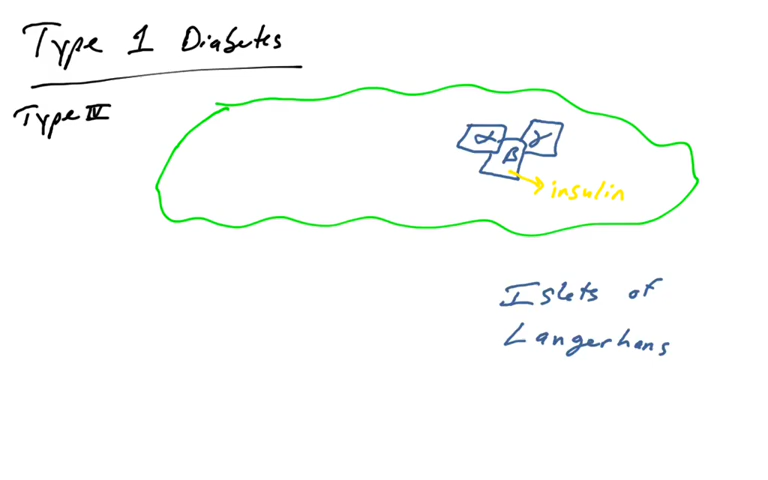 Type 1 Diabetes
Type IV
α γ
β
insulin
Islets of
Langerhans